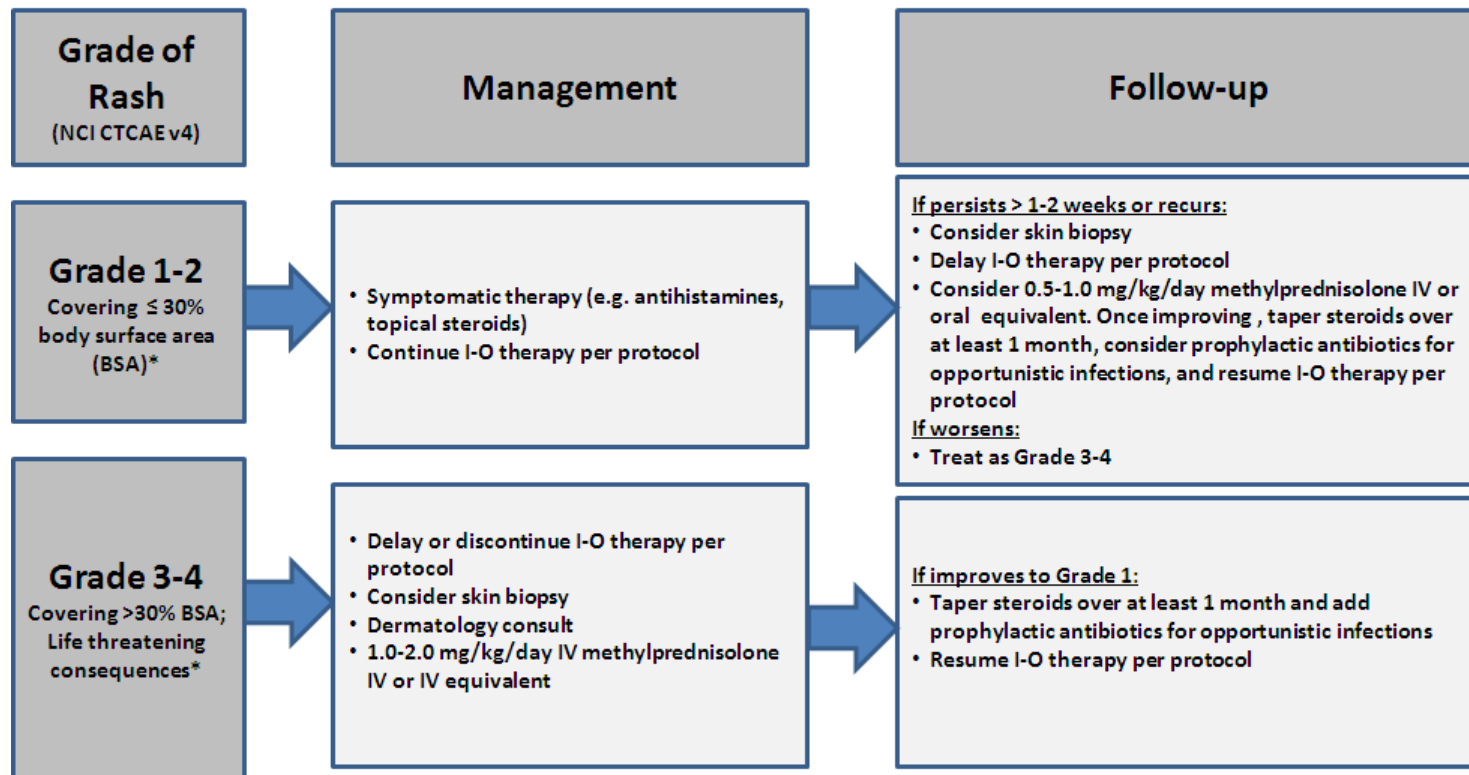 Grade of
Rash
(NCI CTCAE v4)
Management
Follow-up
Grade 1-2
Covering ≤ 30%
body surface area
(BSA)*
• Symptomatic therapy (e.g. antihistamines,
topical steroids)
• Continue I-O therapy per protocol
If persists > 1-2 weeks or recurs:
• Consider skin biopsy
• Delay I-O therapy per protocol
• Consider 0.5-1.0 mg/kg/day methylprednisolone IV or
oral equivalent. Once improving , taper steroids over
at least 1 month, consider prophylactic antibiotics for
opportunistic infections, and resume I-O therapy per
protocol
If worsens:
• Treat as Grade 3-4
Grade 3-4
Covering >30% BSA;
Life threatening
consequences*
• Delay or discontinue I-O therapy per
protocol
• Consider skin biopsy
• Dermatology consult
• 1.0-2.0 mg/kg/day IV methylprednisolone
IV or IV equivalent
If improves to Grade 1:
• Taper steroids over at least 1 month and add
prophylactic antibiotics for opportunistic infections
• Resume I-O therapy per protocol